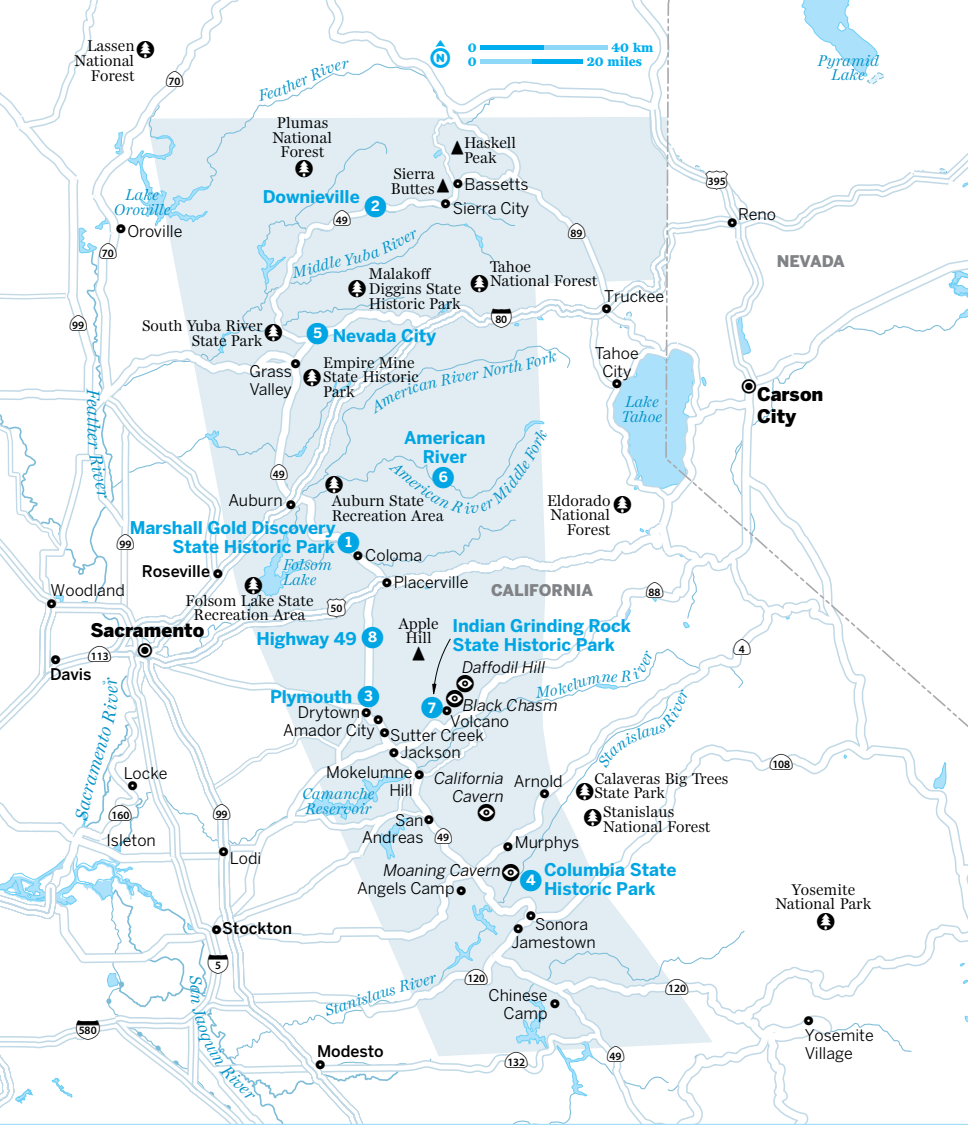 Lassen
National
Forest
70
N
0 40 km
0 20 miles
Pyramid
Lake
Feather River
Plumas
National
Forest
Haskell
Peak
Sierra
Buttes
Bassetts
395
Lake
Oroville
Downieville
2
49
Sierra City
Reno
Oroville
70
89
NEVADA
Middle Yuba River
Malakoff
Diggins State
Historic Park
Tahoe
National Forest
Truckee
99
South Yuba River
State Park
5
Nevada City
80
Grass
Valley
Empire Mine
State Historic
Park
American River North Fork
Tahoe
City
Carson
City
Lake
Tahoe
Feather River
American
River
6
American River Middle Fork
49
Auburn
Auburn State
Recreation Area
Eldorado
National
Forest
Marshall Gold Discovery
State Historic Park
1
99
Coloma
Folsom
Lake
Roseville
Placerville
CALIFORNIA
88
Woodland
Folsom Lake State
Recreation Area
50
Sacramento
Highway 49
8
Apple
Hill
Indian Grinding Rock
State Historic Park
4
113
Davis
Daffodil Hill
Mokelumne River
Plymouth
3
7
Black Chasm
Volcano
Drytown
Amador City
Sutter Creek
Jackson
Stanislaus River
Sacramento River
Locke
Mokelumne
Hill
California
Cavern
Arnold
Calaveras Big Trees
State Park
108
Camanche
Reservoir
Stanislaus
National Forest
160
99
Isleton
San
Andreas
49
Lodi
Murphys
Moaning Cavern
4
Columbia State
Historic Park
Angels Camp
Yosemite
National Park
Stockton
Sonora
Jamestown
5
San Jaoquin River
Stanislaus River
120
120
Chinese
Camp
580
Yosemite
Village
Modesto
132
49